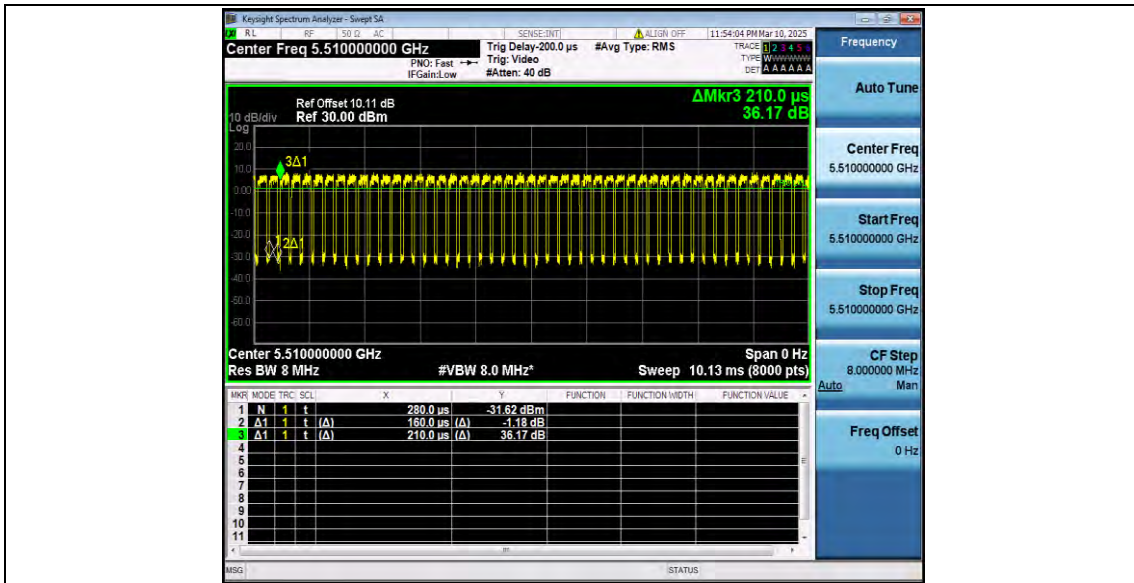 Keysight Spectrum Analyzer - Swept SA
RL RF 50 Ω AC SENSE:INT ALIGN OFF 11:54:04 PM Mar 10, 2025
Center Freq 5.510000000 GHz
Trig Delay-200.0 µs #Avg Type: RMS
TRACE 1 2 3 4 5 6
PNO: Fast Trig: Video
TYPE W
IFGain:Low #Atten: 40 dB
DET A A A A A A
ΔMkr3 210.0 µs
36.17 dB
Ref Offset 10.11 dB
10 dB/div Ref 30.00 dBm
Log
20.0
10.0
0.00
-10.0
-20.0
-30.0
-40.0
-50.0
-60.0
3Δ1
2Δ1
Center 5.510000000 GHz Span 0 Hz
Res BW 8 MHz #VBW 8.0 MHz* Sweep 10.13 ms (8000 pts)
MKR MODE TRC SCL X Y FUNCTION FUNCTION WIDTH FUNCTION VALUE
1 N 1 t 280.0 µs -31.62 dBm
2 Δ1 1 t (Δ) 160.0 µs (Δ) -1.18 dB
3 Δ1 1 t (Δ) 210.0 µs (Δ) 36.17 dB
4
5
6
7
8
9
10
11
MSG STATUS
Frequency
Auto Tune
Center Freq
5.510000000 GHz
Start Freq
5.510000000 GHz
Stop Freq
5.510000000 GHz
CF Step
8.000000 MHz
Auto Man
Freq Offset
0 Hz